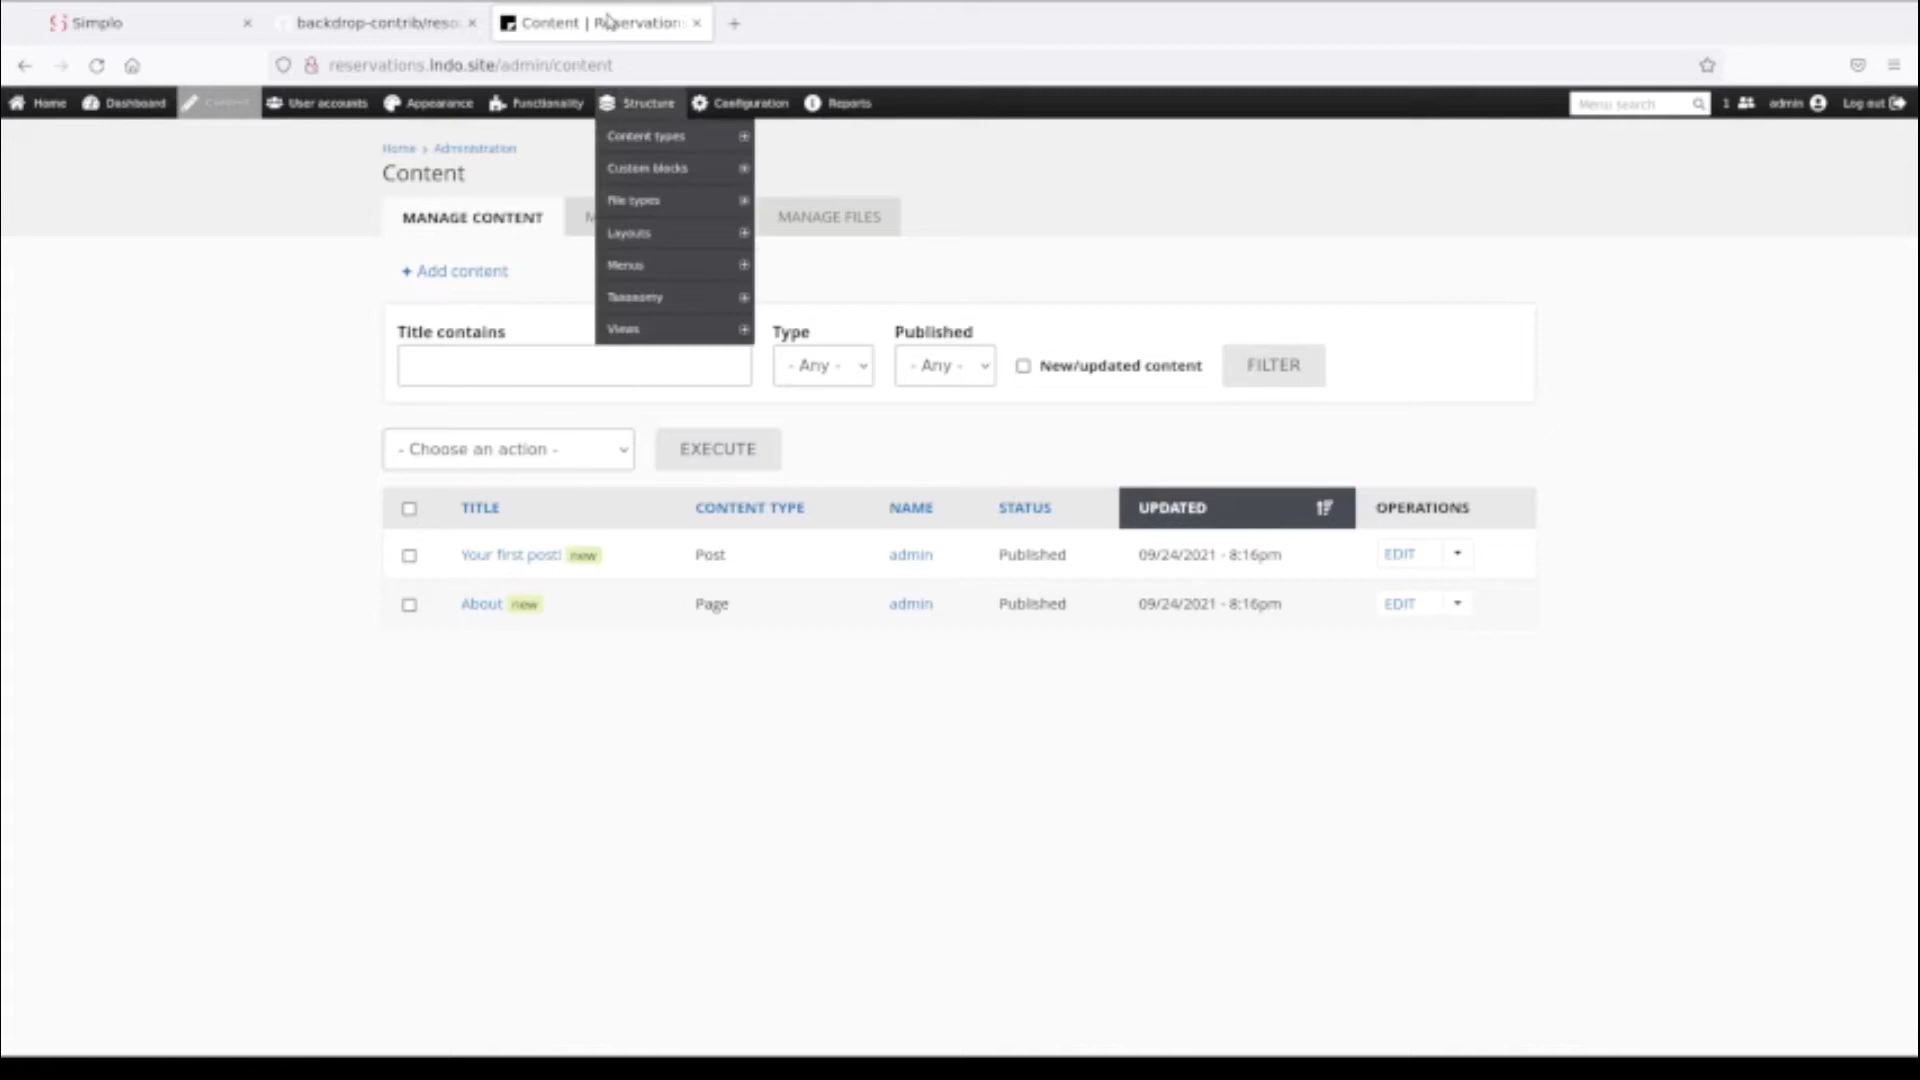 Simplo
backdrop-contrib/reso
Content | Reservation
reservations.lndo.site/admin/content
Home Dashboard Content User accounts Appearance Functionality Structure Configuration Reports Menu search 1 admin Log out
Content types
Custom blocks
File types
Layouts
Menus
Taxonomy
Views
Home › Administration
Content
MANAGE CONTENT M MANAGE FILES
+ Add content
Title contains Type Published
- Any - - Any - New/updated content FILTER
- Choose an action - EXECUTE
TITLE CONTENT TYPE NAME STATUS UPDATED OPERATIONS
Your first post! new Post admin Published 09/24/2021 - 8:16pm EDIT
About new Page admin Published 09/24/2021 - 8:16pm EDIT